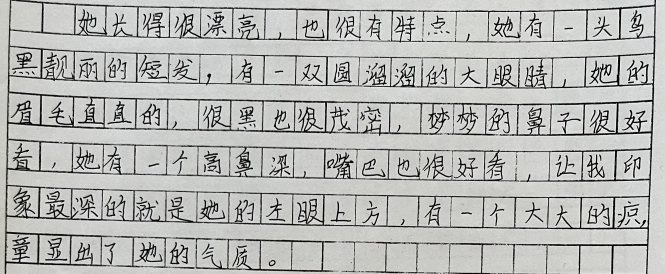 她长得很漂亮，也很有特点，她有一头乌
黑靓丽的短发，有一双圆溜溜的大眼睛，她的
眉毛直直的，很黑也很茂密，梦梦的鼻子很好
看，她有一个高鼻深，嘴巴也很好看，让我印
象最深的就是她的左眼上方，有一个大大的痣，
童显出了她的气质。